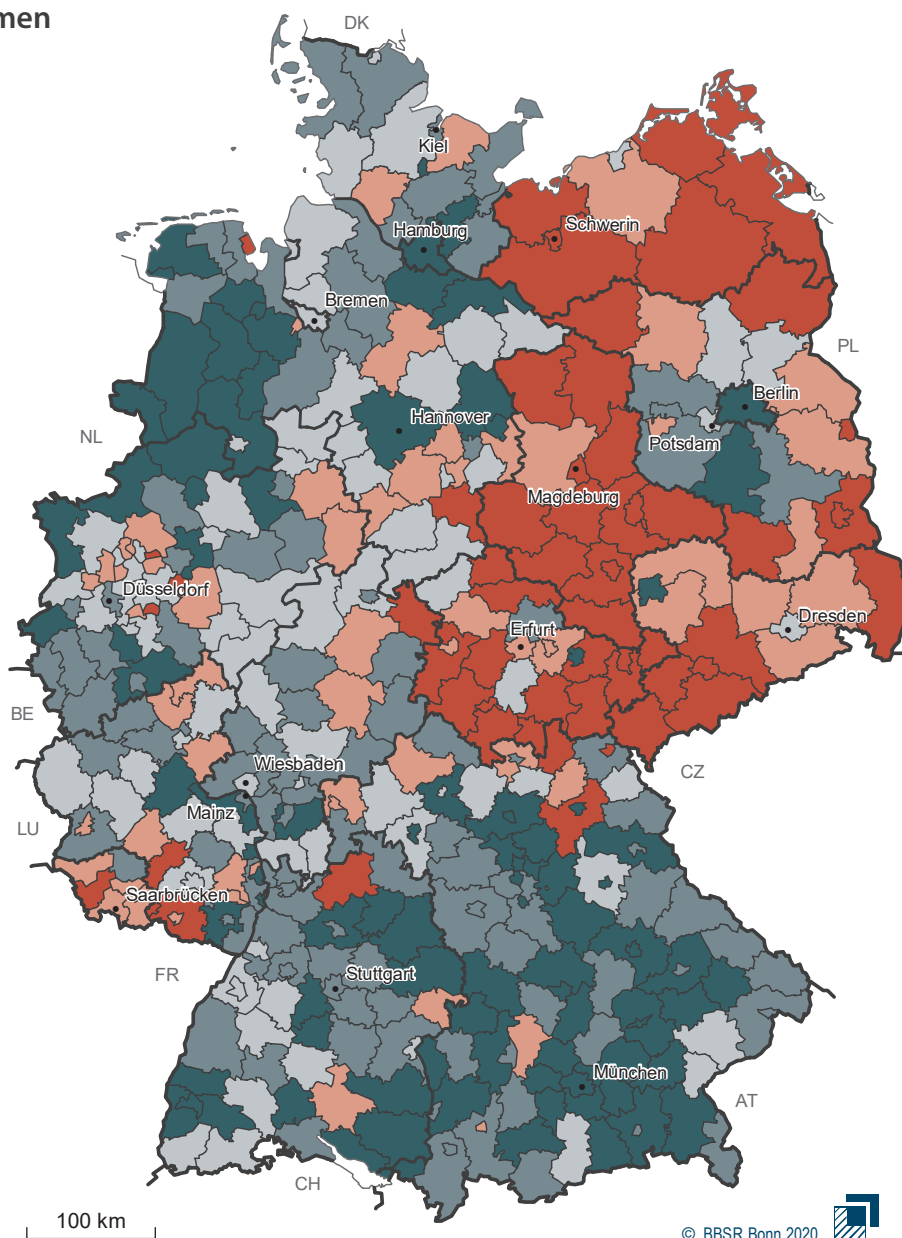 men
DK
Kiel
Schwerin
Hamburg
Bremen
PL
Berlin
Hannover
NL
Potsdam
Magdeburg
Düsseldorf
Dresden
Erfurt
BE
Wiesbaden
CZ
Mainz
LU
Saarbrücken
FR
Stuttgart
München
AT
CH
100 km
© BBSR Bonn 2020